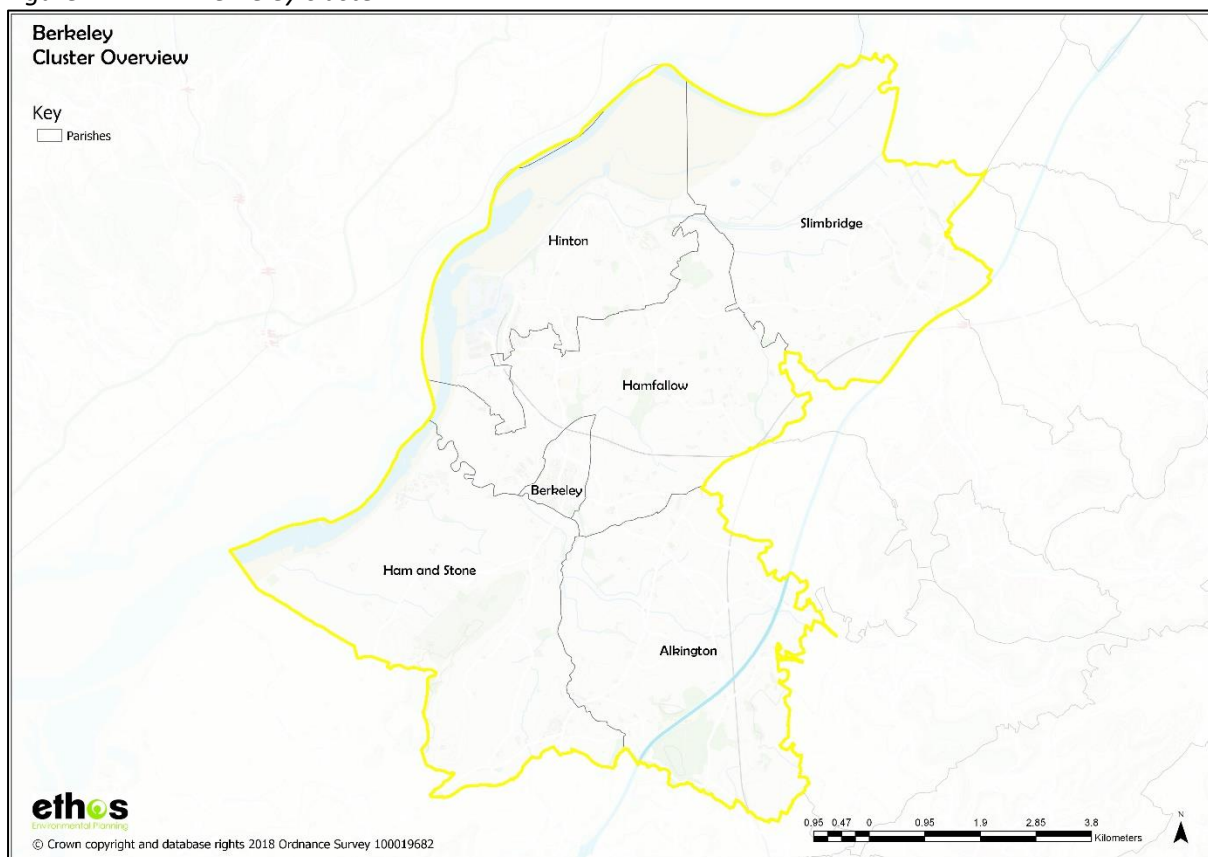 Berkeley
Cluster Overview
Key
Parishes
Slimbridge
Hinton
Hamfallow
Berkeley
Ham and Stone
Alkington
ethos
Environmental Planning
© Crown copyright and database rights 2018 Ordnance Survey 100019682
0.95 0.47 0 0.95 1.9 2.85 3.8
Kilometers
N